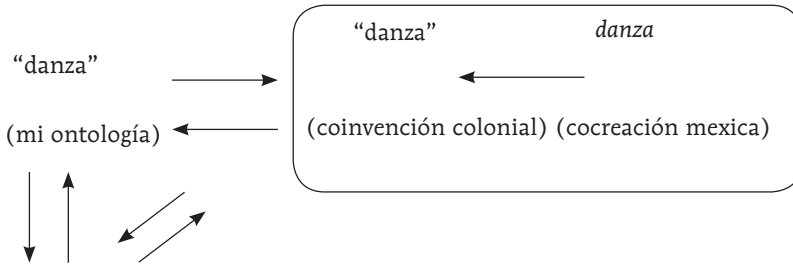 “danza” danza
“danza”
(mi ontología)
(coinvención colonial) (cocreación mexica)